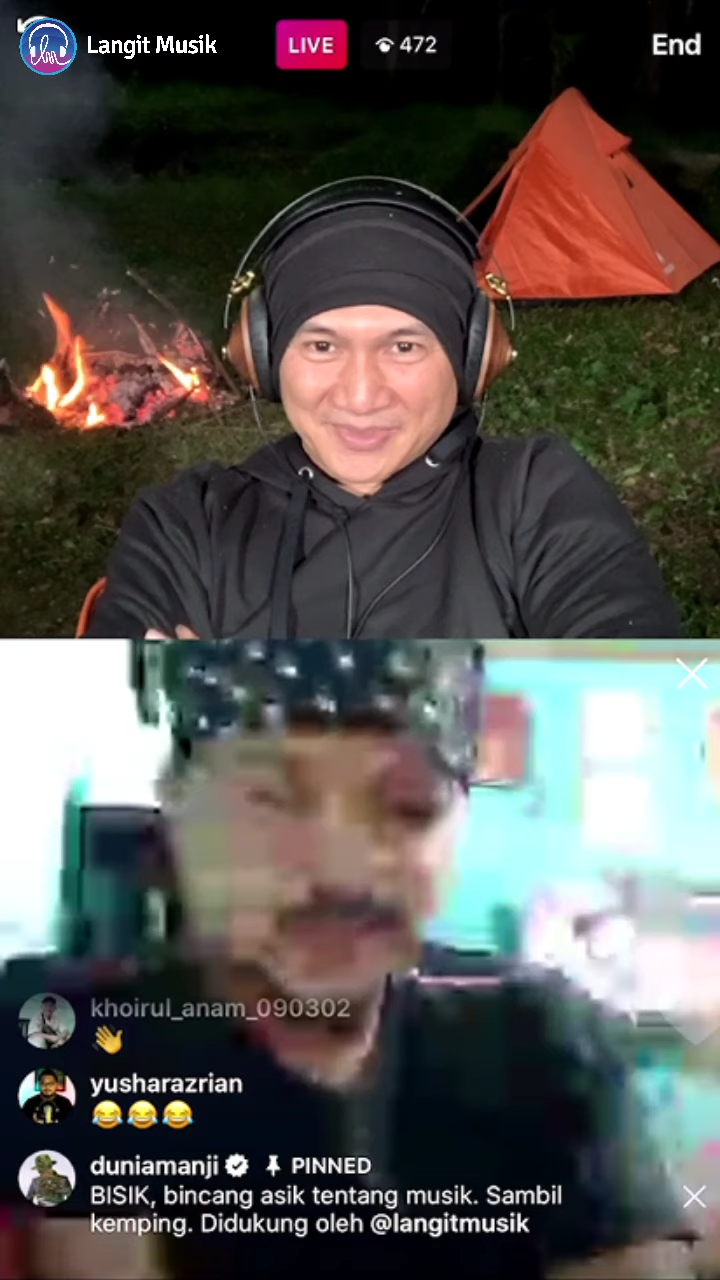 Langit Musik
LIVE
472
End
khoirul_anam_090302
👋
yusharazrian
😂😂😂
duniamanji
PINNED
BISIK, bincang asik tentang musik. Sambil
kemping. Didukung oleh @langitmusik